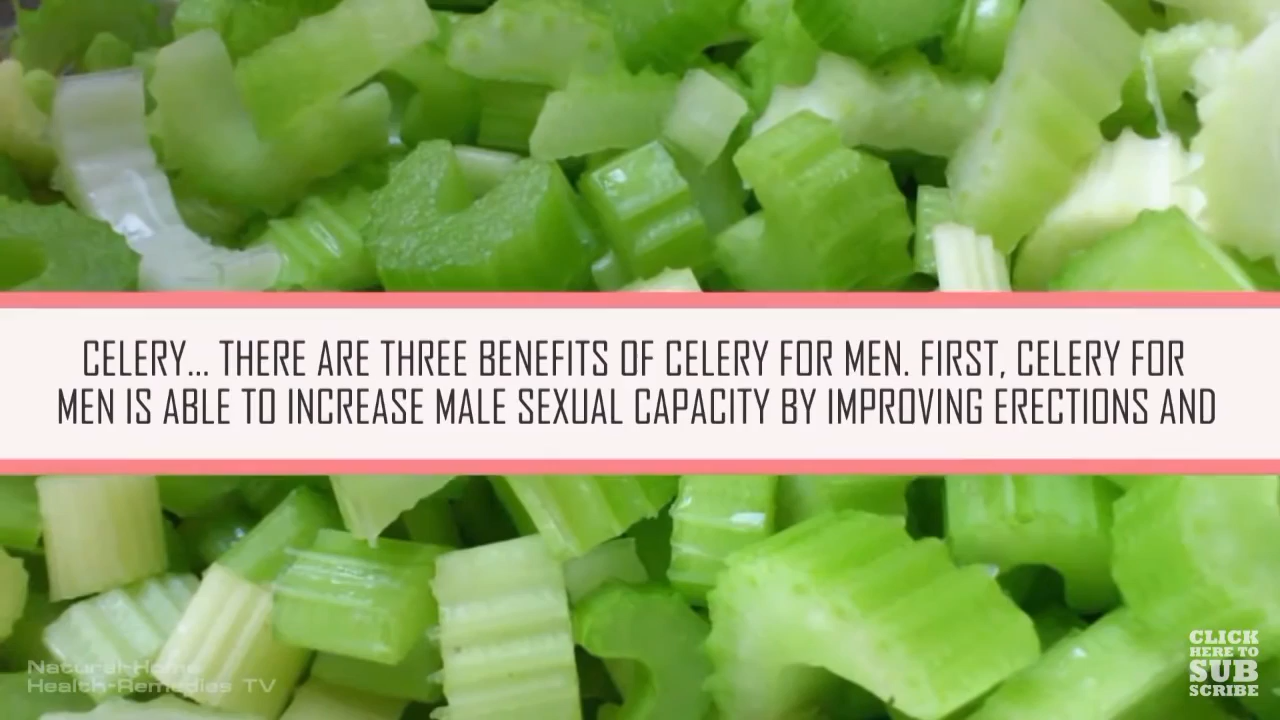 CELERY... THERE ARE THREE BENEFITS OF CELERY FOR MEN. FIRST, CELERY FOR
MEN IS ABLE TO INCREASE MALE SEXUAL CAPACITY BY IMPROVING ERECTIONS AND
Natural-Home
Health-Remedies TV
CLICK
HERE TO
SUB
SCRIBE